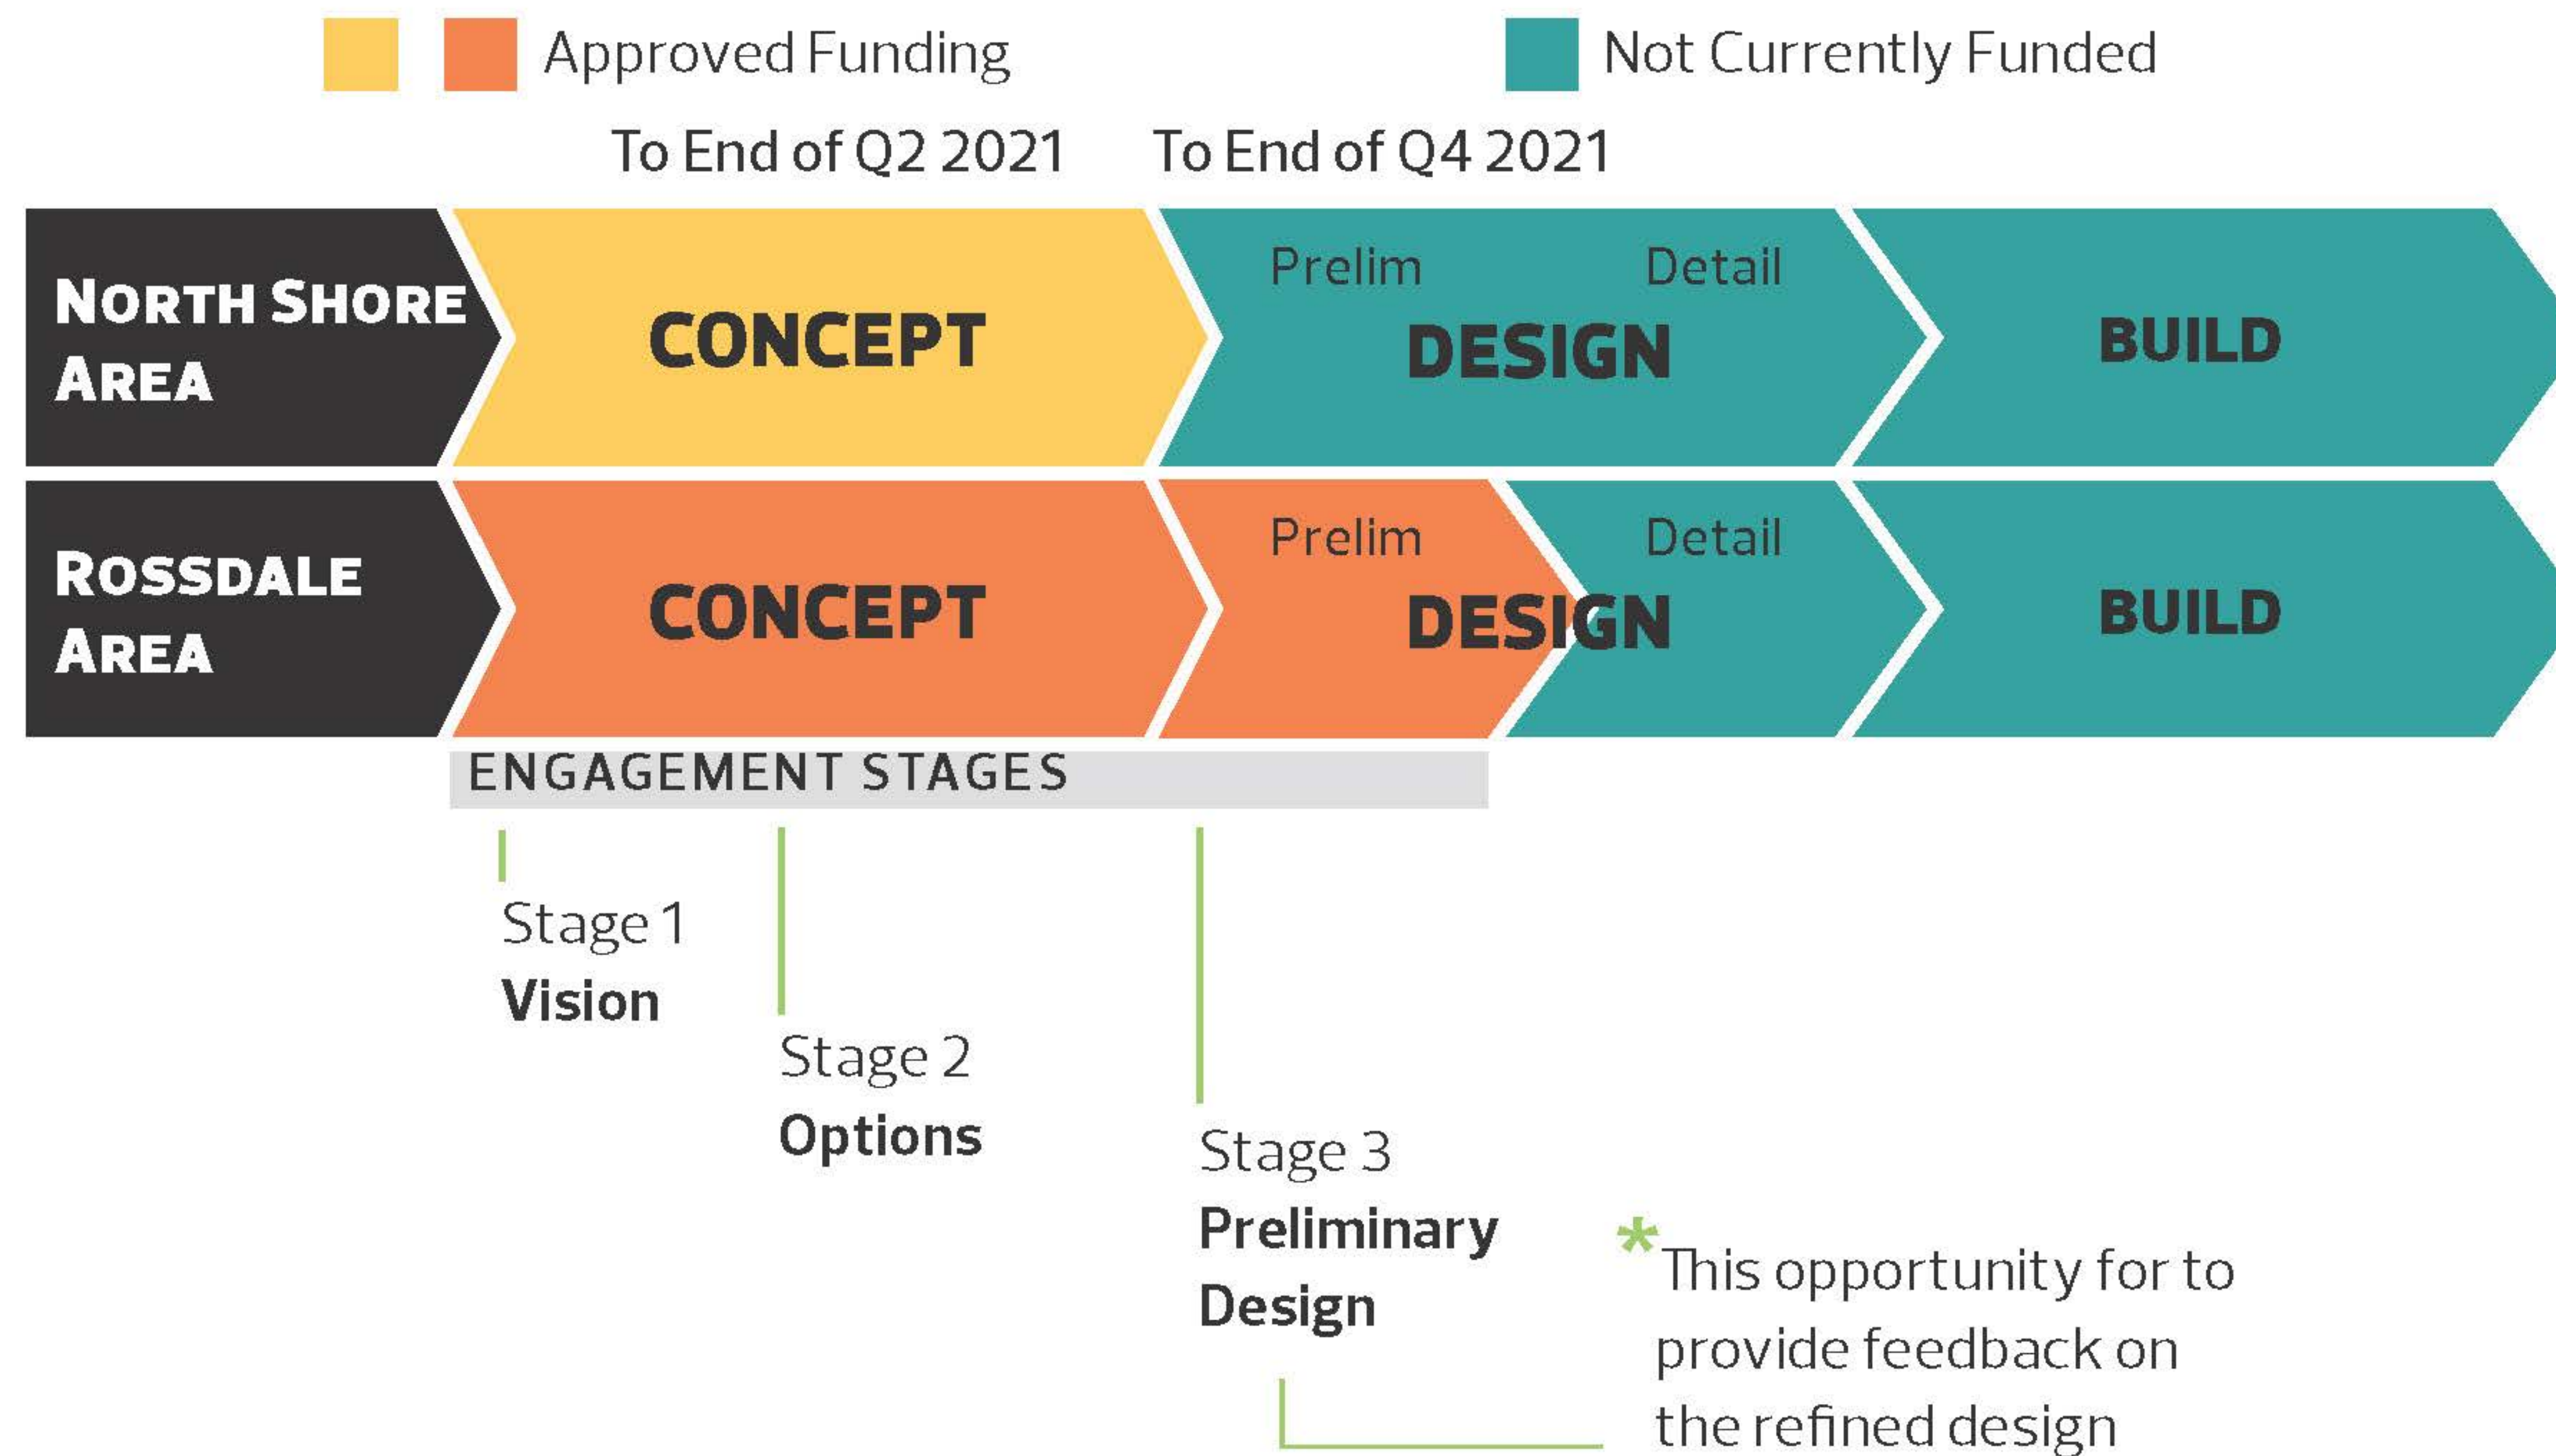 Approved Funding
Not Currently Funded
To End of Q2 2021
To End of Q4 2021
NORTH SHORE
AREA
CONCEPT
Prelim
Detail
DESIGN
BUILD
ROSSDALE
AREA
CONCEPT
Prelim
Detail
DESIGN
BUILD
ENGAGEMENT STAGES
Stage 1
Vision
Stage 2
Options
Stage 3
Preliminary
Design
*This opportunity for to
provide feedback on
the refined design